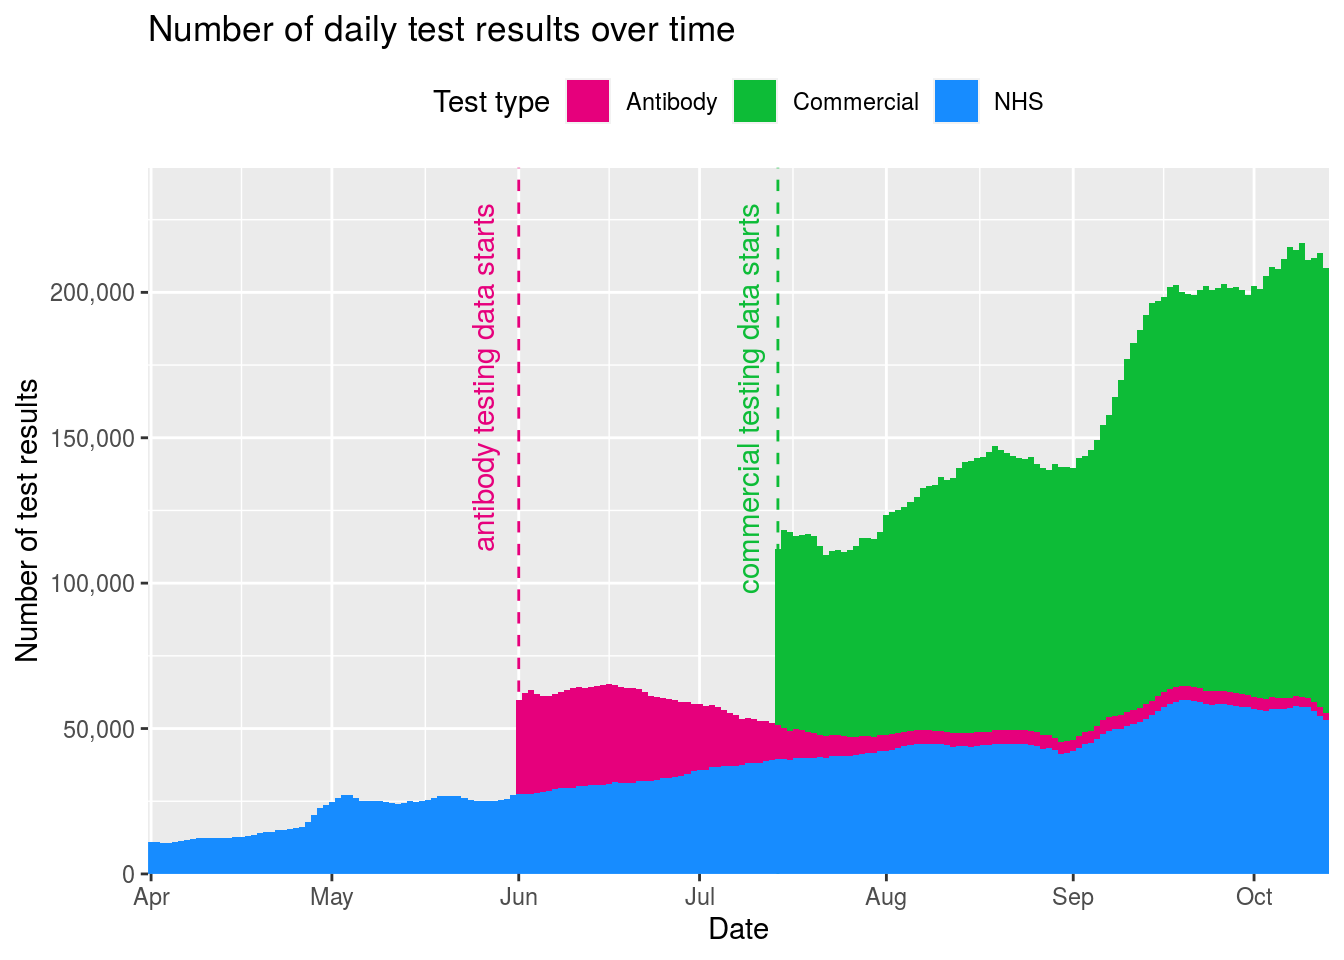 Number of daily test results over time
Test type Antibody Commercial NHS
antibody testing data starts
commercial testing data starts
Number of test results
200,000
150,000
100,000
50,000
0
Apr May Jun Jul Aug Sep Oct
Date